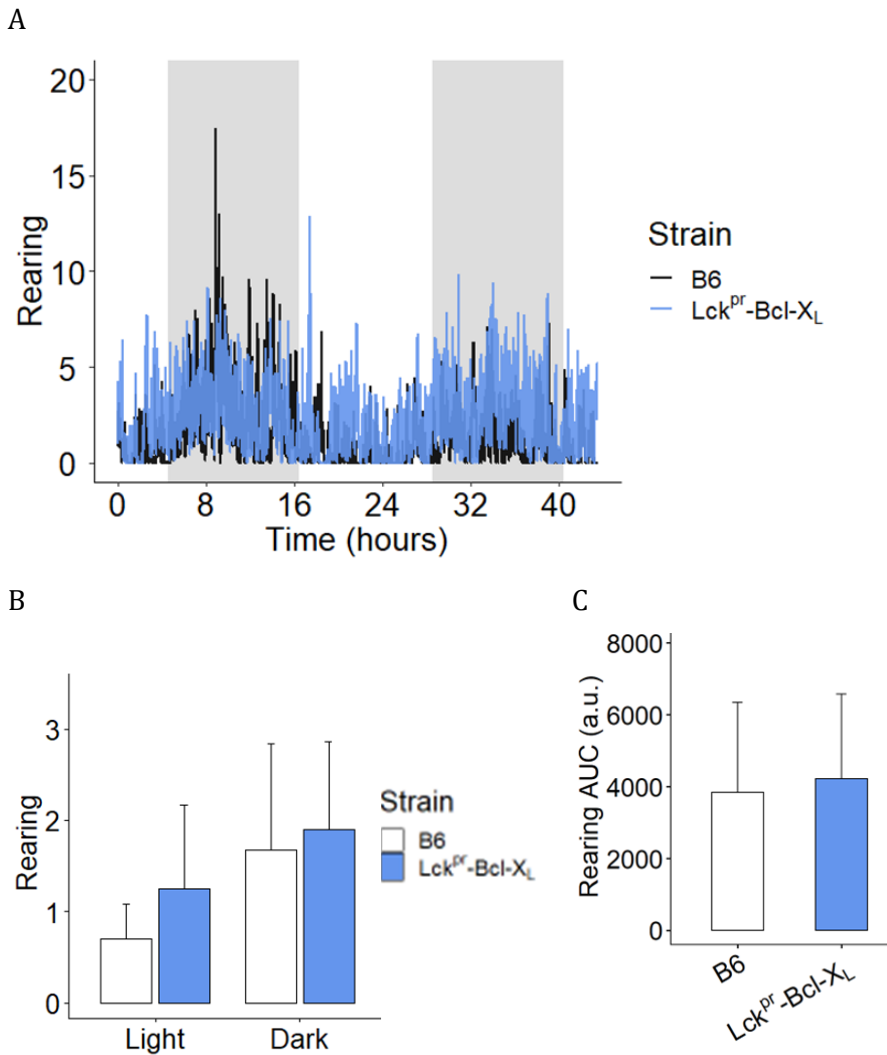 A
20
15
10
5
0
Rearing
0 8 16 24 32 40
Time (hours)
Strain
B6
Lck^pr-Bcl-X_L
B
3
2
1
0
Rearing
Light Dark
Strain
B6
Lck^pr-Bcl-X_L
C
8000
6000
4000
2000
0
Rearing AUC (a.u.)
B6
Lck^pr-Bcl-X_L